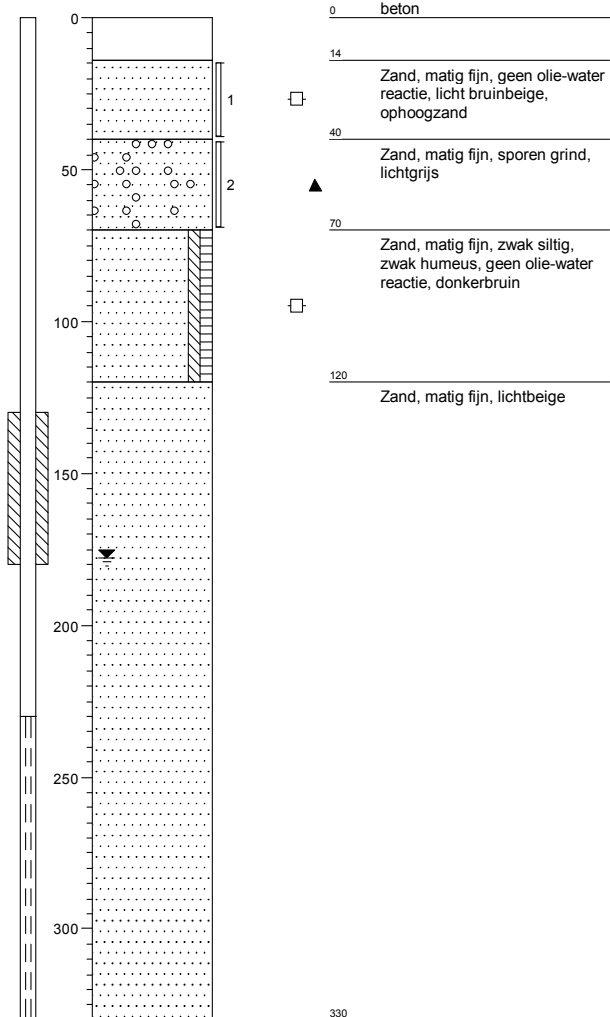 0
50
100
150
200
250
300
1
2
0
beton
14
Zand, matig fijn, geen olie-water
reactie, licht bruinbeige,
ophoogzand
40
Zand, matig fijn, sporen grind,
lichtgrijs
70
Zand, matig fijn, zwak siltig,
zwak humeus, geen olie-water
reactie, donkerbruin
120
Zand, matig fijn, lichtbeige
330